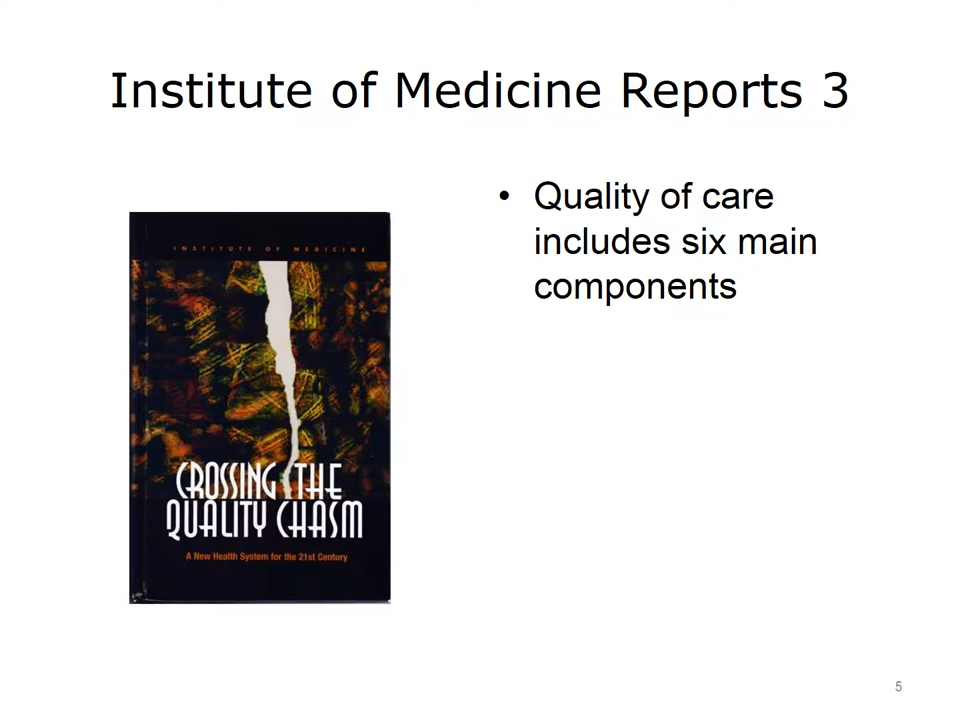 Institute of Medicine Reports 3
• Quality of care
includes six main
components
INSTITUTE OF MEDICINE
CROSSING THE
QUALITY CHASM
A New Health System for the 21st Century
5